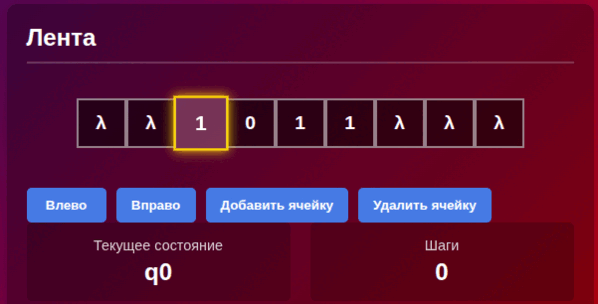 Лента
λ λ 1 0 1 1 λ λ λ
Влево Вправо Добавить ячейку Удалить ячейку
Текущее состояние Шаги
q0 0